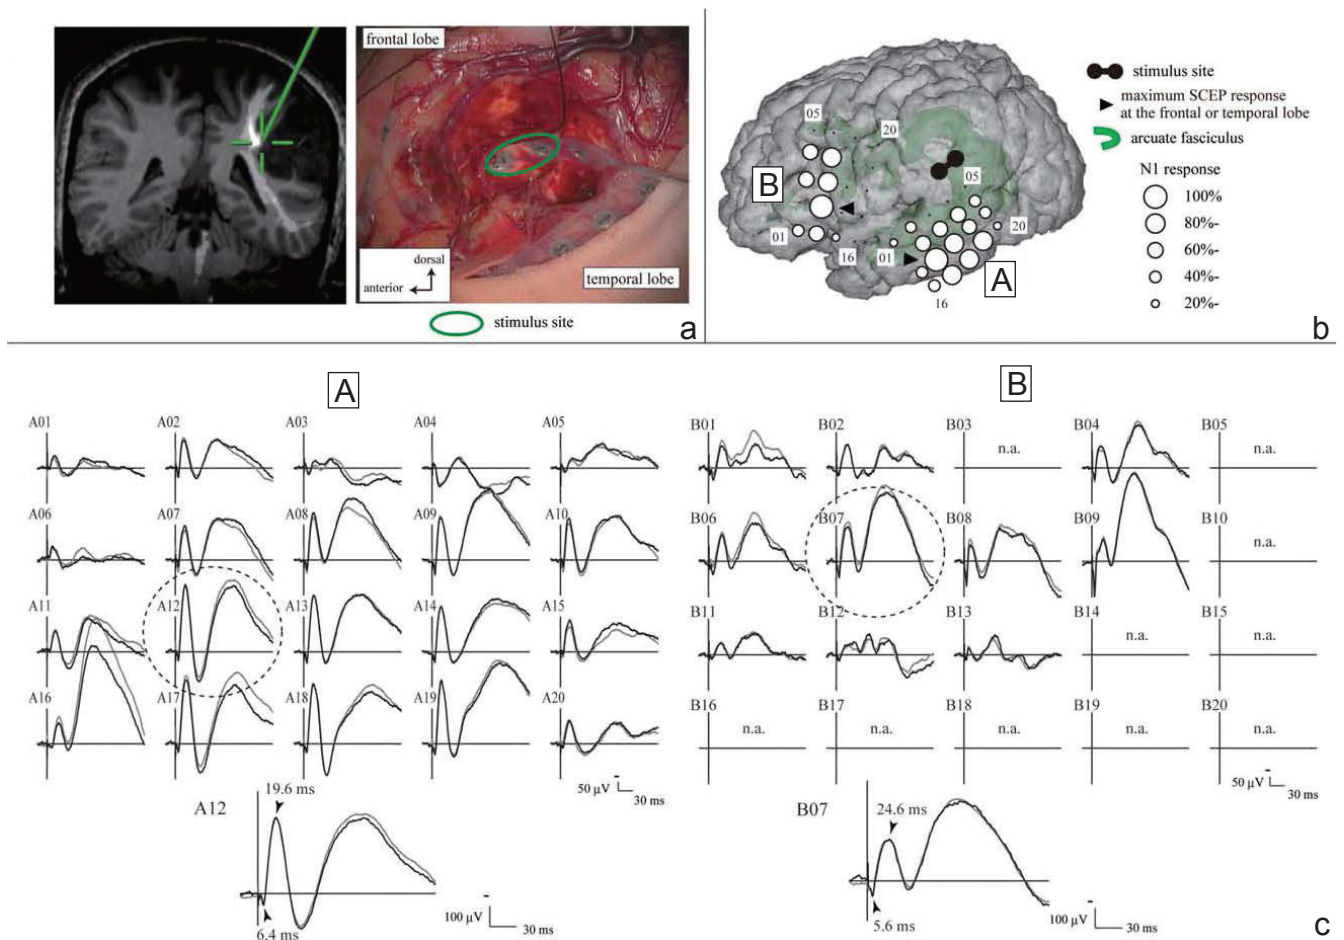 frontal lobe
dorsal
anterior
temporal lobe
stimulus site
a
05
20
B
05
01
16
01
20
A
16
stimulus site
maximum SCEP response
at the frontal or temporal lobe
arcuate fasciculus
N1 response
100%
80%-
60%-
40%-
20%-
b
A
A01
A02
A03
A04
A05
A06
A07
A08
A09
A10
A11
A12
A13
A14
A15
A16
A17
A18
A19
A20
50 µV
30 ms
A12
19.6 ms
6.4 ms
100 µV
30 ms
B
B01
B02
B03
n.a.
B04
B05
n.a.
B06
B07
B08
B09
B10
n.a.
B11
B12
B13
B14
n.a.
B15
n.a.
B16
n.a.
B17
n.a.
B18
n.a.
B19
n.a.
B20
n.a.
50 µV
30 ms
B07
24.6 ms
5.6 ms
100 µV
30 ms
c